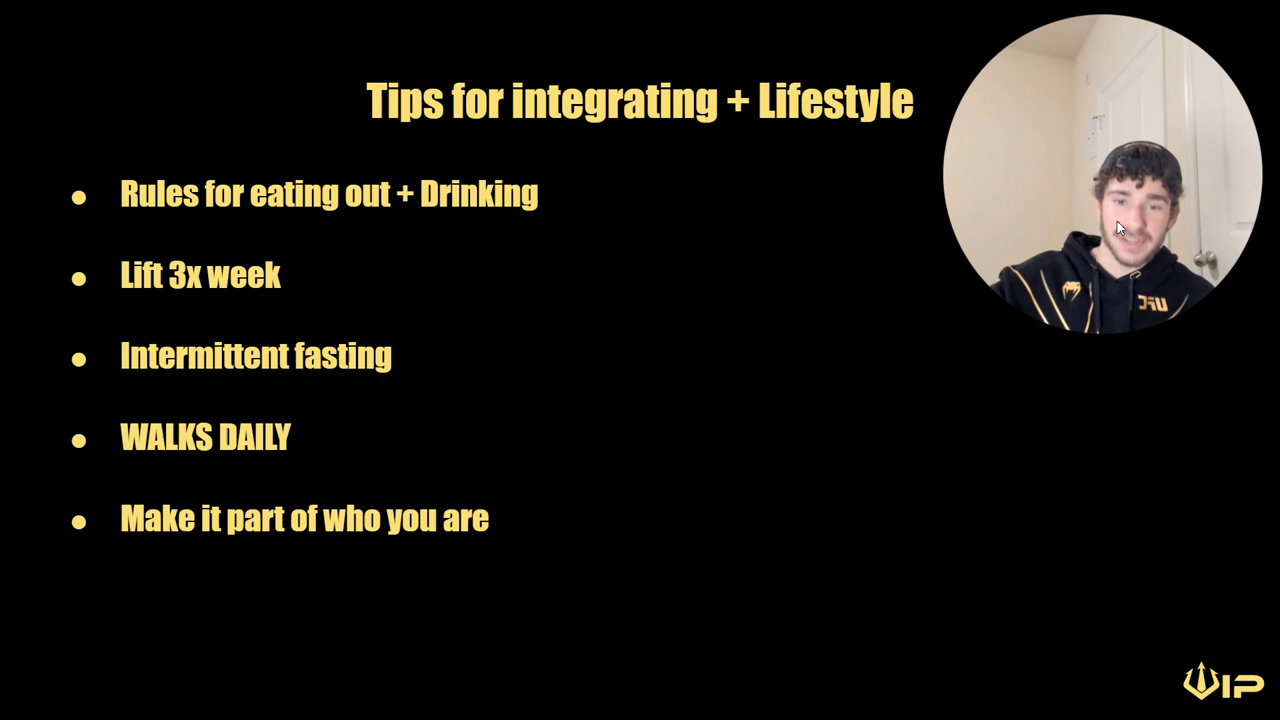 Tips for integrating + Lifestyle
● Rules for eating out + Drinking
● Lift 3x week
● Intermittent fasting
● WALKS DAILY
● Make it part of who you are
VIP